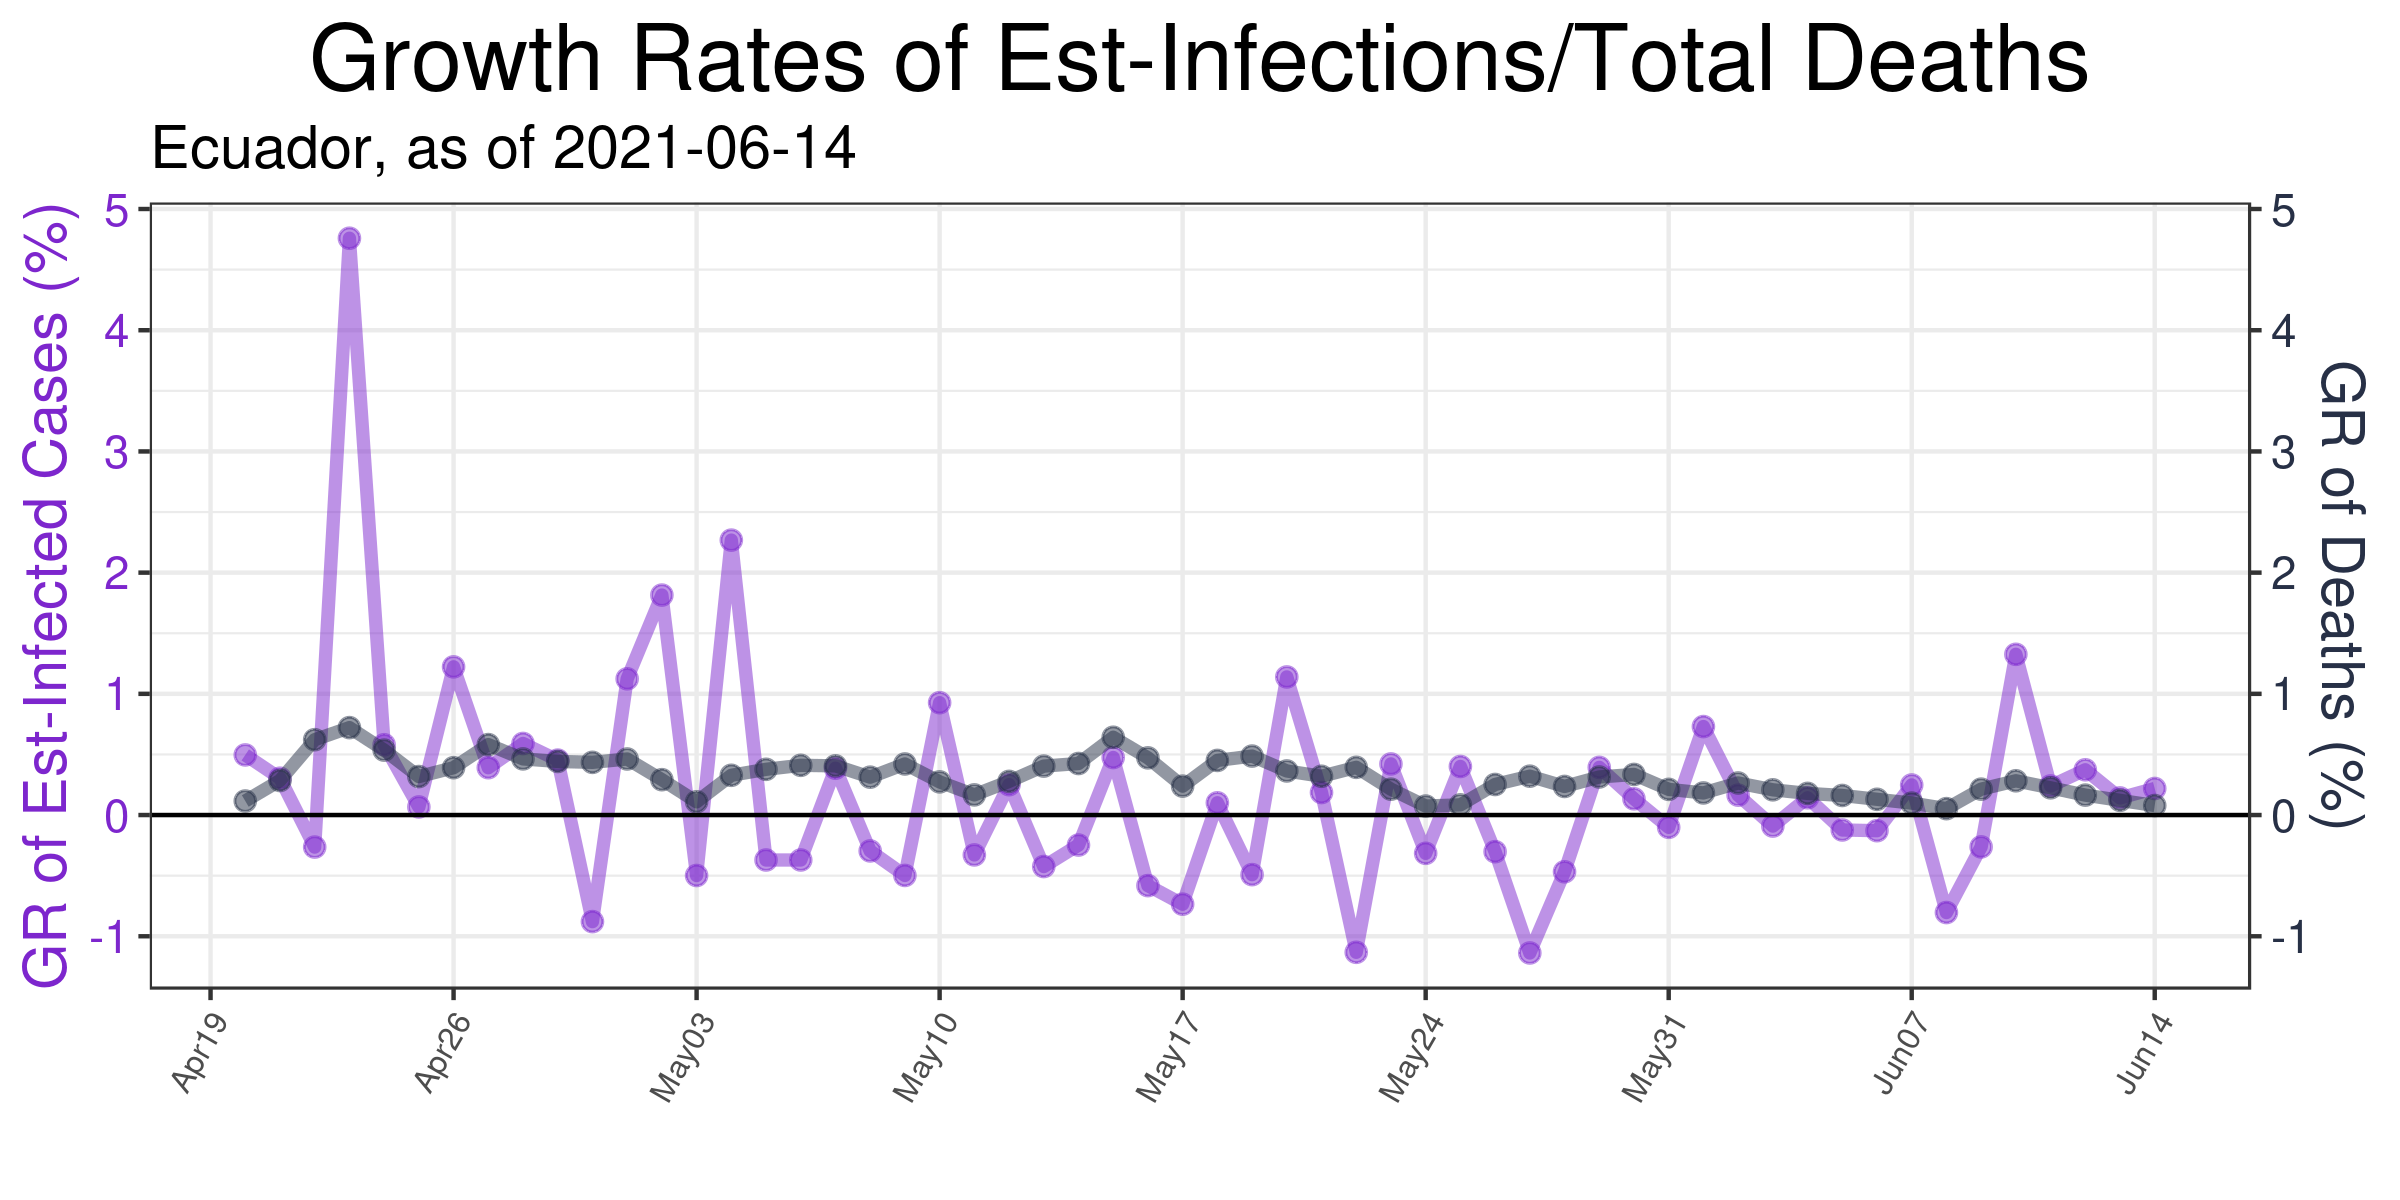 Growth Rates of Est-Infections/Total Deaths
Ecuador, as of 2021-06-14
GR of Est-Infected Cases (%)
5
4
3
2
1
0
-1
5
4
3
2
1
0
-1
GR of Deaths (%)
Apr19
Apr26
May03
May10
May17
May24
May31
Jun07
Jun14